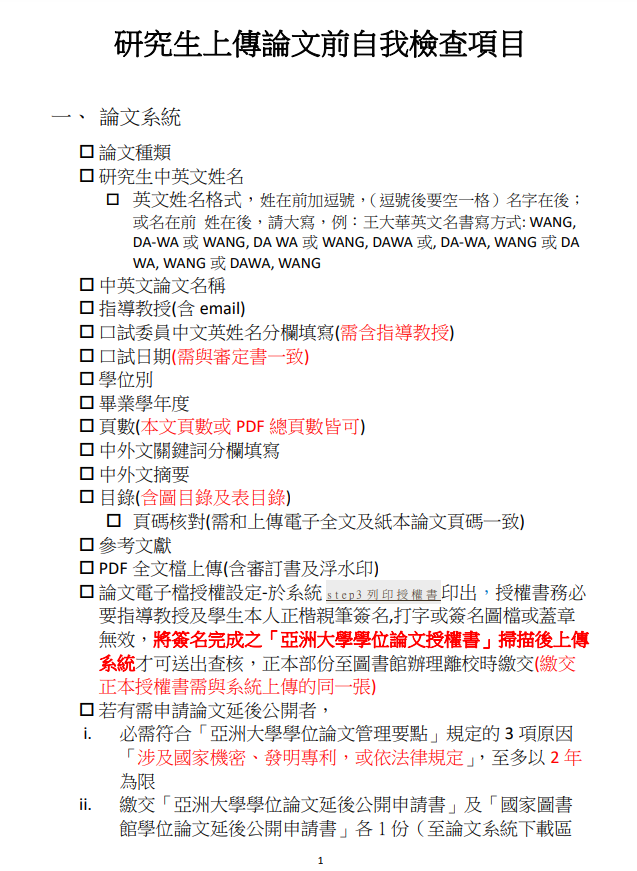 研究生上傳論文前自我檢查項目
一、 論文系統
□ 論文種類
□ 研究生中英文姓名
□ 英文姓名格式，姓在前加逗號，（逗號後要空一格）名字在後；
或名在前 姓在後，請大寫，例：王大華英文名書寫方式: WANG,
DA-WA 或 WANG, DA WA 或 WANG, DAWA 或, DA-WA, WANG 或 DA
WA, WANG 或 DAWA, WANG
□ 中英文論文名稱
□ 指導教授(含 email)
□ 口試委員中文英姓名分欄填寫(需含指導教授)
□ 口試日期(需與審定書一致)
□ 學位別
□ 畢業學年度
□ 頁數(本文頁數或 PDF 總頁數皆可)
□ 中外文關鍵詞分欄填寫
□ 中外文摘要
□ 目錄(含圖目錄及表目錄)
□ 頁碼核對(需和上傳電子全文及紙本論文頁碼一致)
□ 參考文獻
□ PDF 全文檔上傳(含審訂書及浮水印)
□ 論文電子檔授權設定-於系統 step3列印授權書印出，授權書務必
要指導教授及學生本人正楷親筆簽名,打字或簽名圖檔或蓋章
無效，將簽名完成之「亞洲大學學位論文授權書」掃描後上傳
系統才可送出查核，正本部份至圖書館辦理離校時繳交(繳交
正本授權書需與系統上傳的同一張)
□ 若有需申請論文延後公開者，
i. 必需符合「亞洲大學學位論文管理要點」規定的 3 項原因
「涉及國家機密、發明專利，或依法律規定」，至多以 2 年
為限
ii. 繳交「亞洲大學學位論文延後公開申請書」及「國家圖書
館學位論文延後公開申請書」各 1 份（至論文系統下載區
1